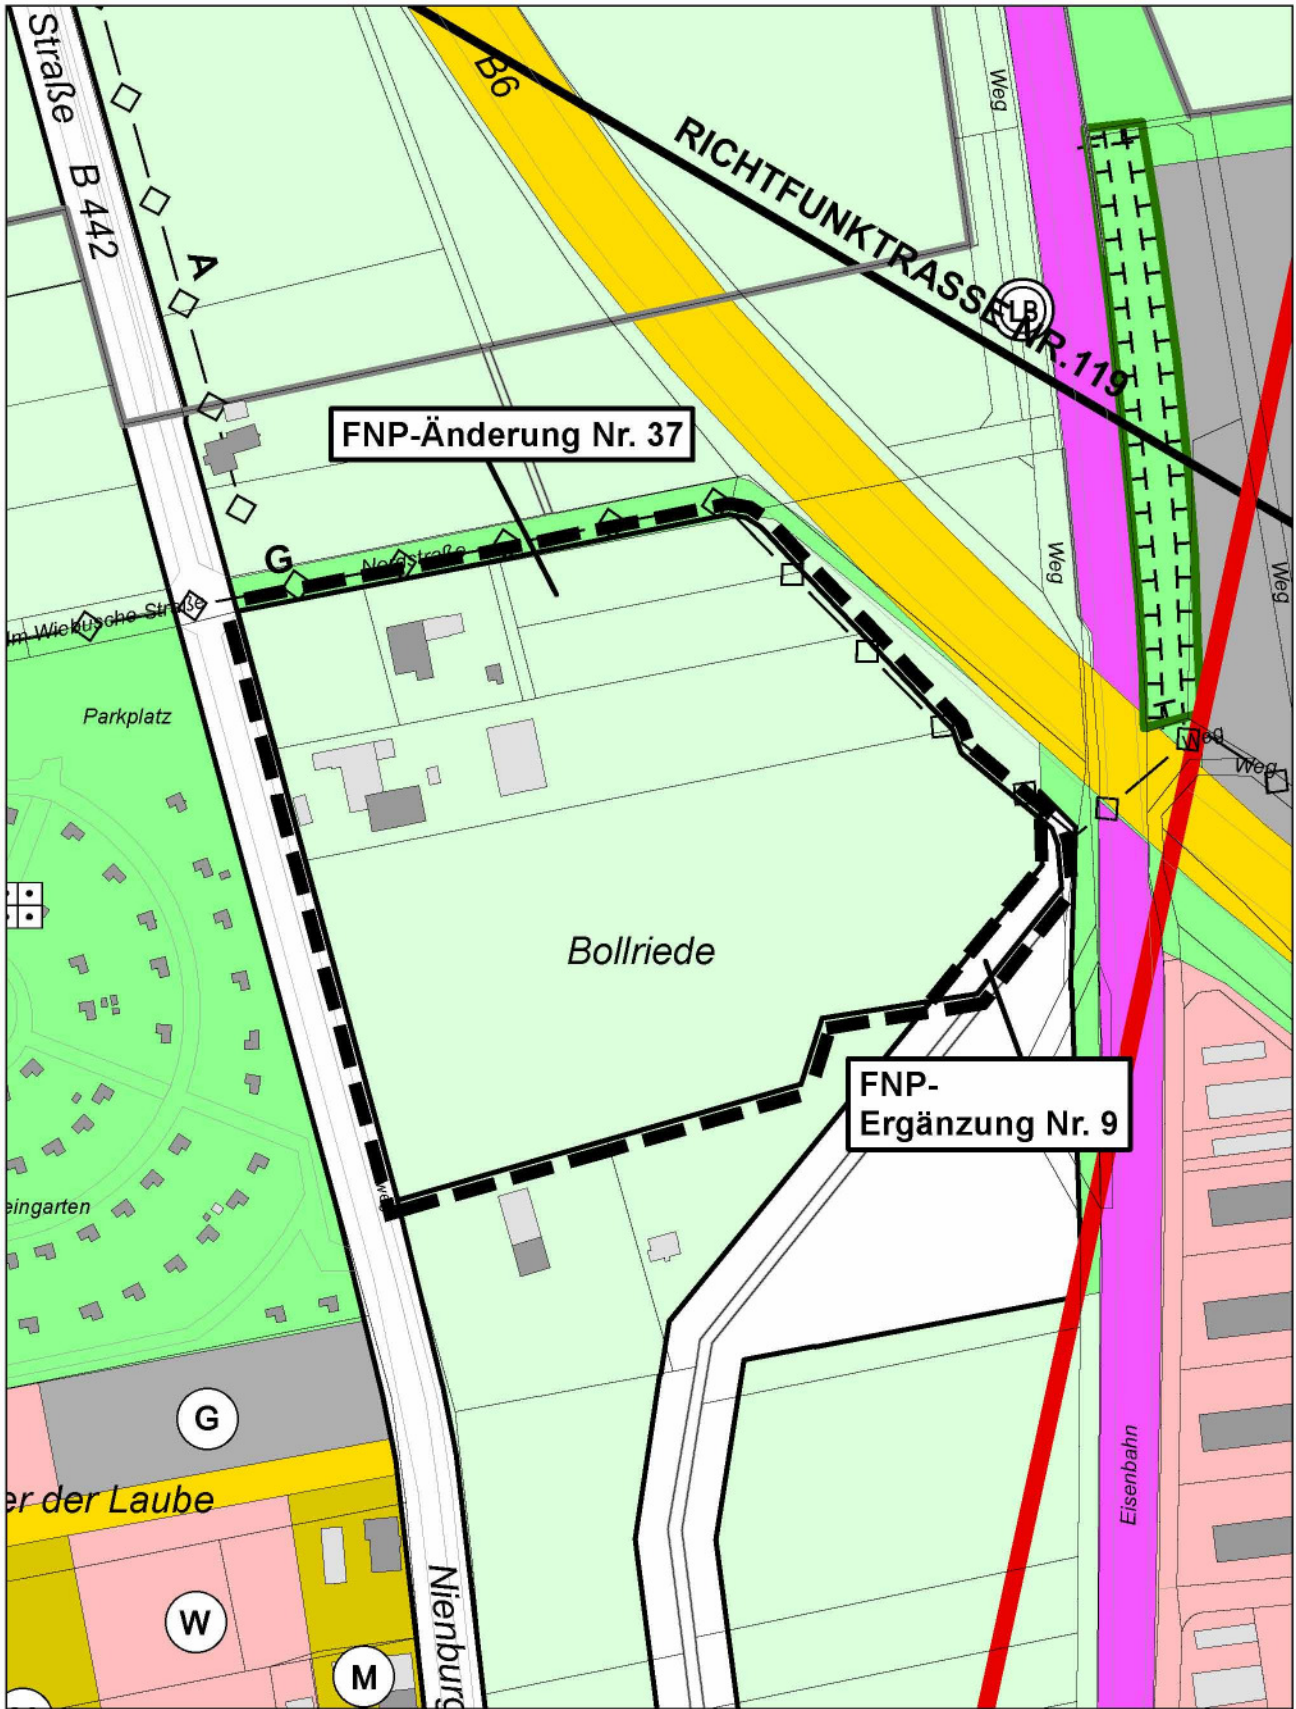 Straße
B 442
B6
Weg
RICHTFUNKTRASSE NR.119
LB
A
FNP-Änderung Nr. 37
G
Nordstraße
Weg
Weg
Im Wiebusche-Straße
Parkplatz
Weg
Weg
Bollriede
FNP-
Ergänzung Nr. 9
weg
eingarten
G
Eisenbahn
er der Laube
W
M
Nienburg